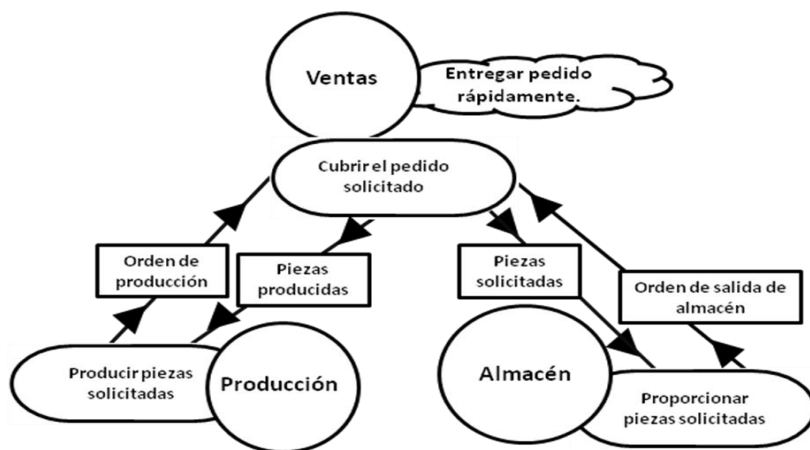 Ventas
Entregar pedido
rápidamente.
Cubrir el pedido
solicitado
Orden de
producción
Piezas
producidas
Piezas
solicitadas
Orden de salida de
almacén
Producir piezas
solicitadas
Producción
Almacén
Proporcionar
piezas solicitadas